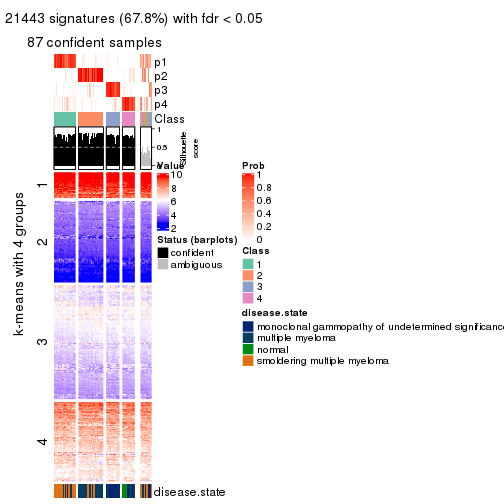 21443 signatures (67.8%) with fdr < 0.05
87 confident samples
p1
p2
p3
p4
Class
1
0.5
0
Silhouette
score
k-means with 4 groups
1
2
3
4
disease.state
Value
10
8
6
4
2
Status (barplots)
confident
ambiguous
Prob
1
0.8
0.6
0.4
0.2
0
Class
1
2
3
4
disease.state
monoclonal gammopathy of undetermined significance
multiple myeloma
normal
smoldering multiple myeloma